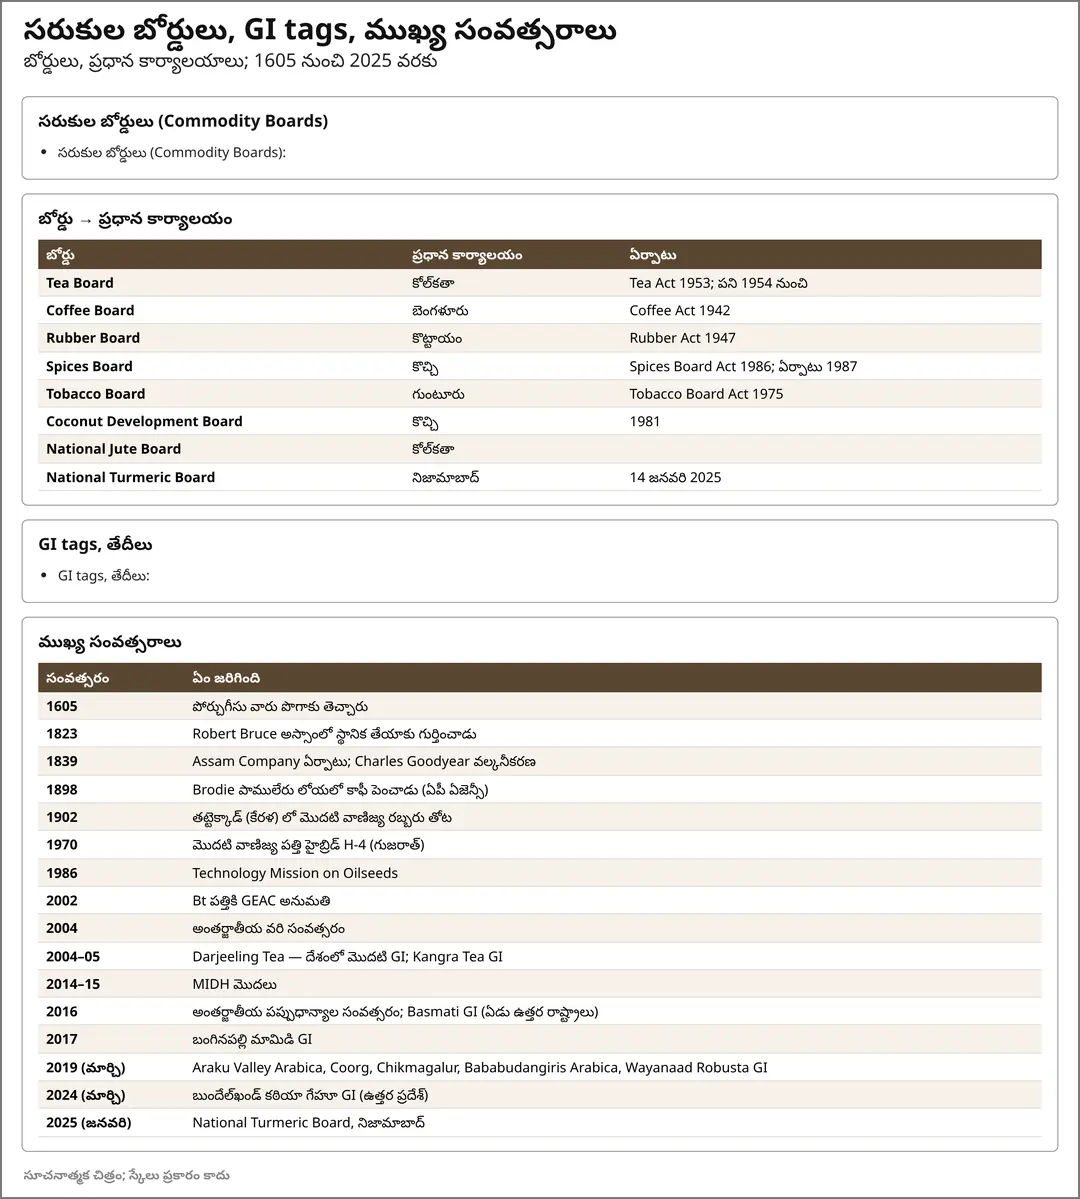 సరుకుల బోర్డులు, GI tags, ముఖ్య సంవత్సరాలు
బోర్డులు, ప్రధాన కార్యాలయాలు; 1605 నుంచి 2025 వరకు
సరుకుల బోర్డులు (Commodity Boards)
• సరుకుల బోర్డులు (Commodity Boards):
బోర్డు → ప్రధాన కార్యాలయం
బోర్డు ప్రధాన కార్యాలయం ఏర్పాటు
Tea Board కోల్‌కతా Tea Act 1953; పని 1954 నుంచి
Coffee Board బెంగళూరు Coffee Act 1942
Rubber Board కొట్టాయం Rubber Act 1947
Spices Board కొచ్చి Spices Board Act 1986; ఏర్పాటు 1987
Tobacco Board గుంటూరు Tobacco Board Act 1975
Coconut Development Board కొచ్చి 1981
National Jute Board కోల్‌కతా
National Turmeric Board నిజామాబాద్ 14 జనవరి 2025
GI tags, తేదీలు
• GI tags, తేదీలు:
ముఖ్య సంవత్సరాలు
సంవత్సరం ఏం జరిగింది
1605 పోర్చుగీసు వారు పొగాకు తెచ్చారు
1823 Robert Bruce అస్సాంలో స్థానిక తేయాకు గుర్తించాడు
1839 Assam Company ఏర్పాటు; Charles Goodyear వల్కనీకరణ
1898 Brodie పాములేరు లోయలో కాఫీ పెంచాడు (ఏపీ ఏజెన్సీ)
1902 తట్టెక్కాడ్ (కేరళ) లో మొదటి వాణిజ్య రబ్బరు తోట
1970 మొదటి వాణిజ్య పత్తి హైబ్రిడ్ H-4 (గుజరాత్)
1986 Technology Mission on Oilseeds
2002 Bt పత్తికి GEAC అనుమతి
2004 అంతర్జాతీయ వరి సంవత్సరం
2004–05 Darjeeling Tea — దేశంలో మొదటి GI; Kangra Tea GI
2014–15 MIDH మొదలు
2016 అంతర్జాతీయ పప్పుధాన్యాల సంవత్సరం; Basmati GI (ఏడు ఉత్తర రాష్ట్రాలు)
2017 బంగినపల్లి మామిడి GI
2019 (మార్చి) Araku Valley Arabica, Coorg, Chikmagalur, Bababudangiris Arabica, Wayanaad Robusta GI
2024 (మార్చి) బుందేల్‌ఖండ్ కఠియా గేహూ GI (ఉత్తర ప్రదేశ్)
2025 (జనవరి) National Turmeric Board, నిజామాబాద్
సూచనాత్మక చిత్రం; స్కేలు ప్రకారం కాదు